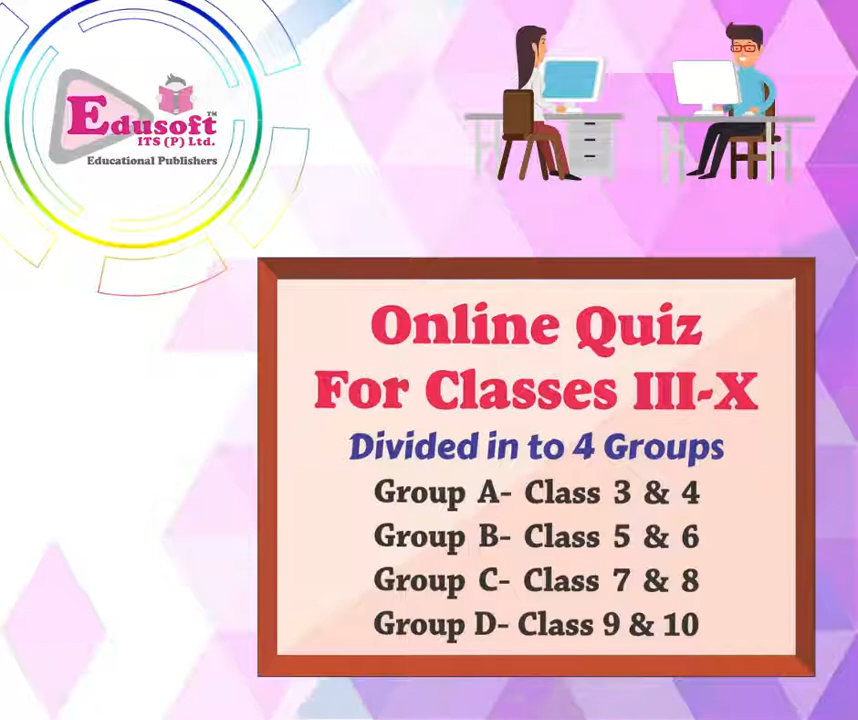 Edusoft™
ITS (P) Ltd.
Educational Publishers
Online Quiz
For Classes III-X
Divided in to 4 Groups
Group A- Class 3 & 4
Group B- Class 5 & 6
Group C- Class 7 & 8
Group D- Class 9 & 10